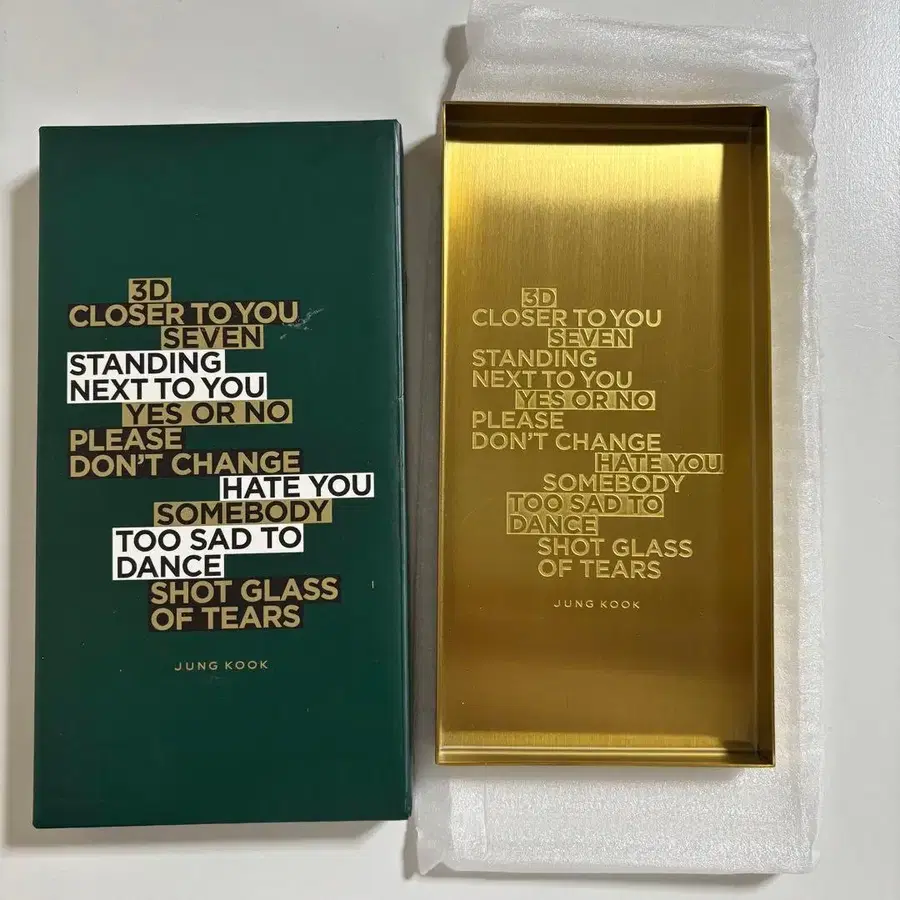 3D
CLOSER TO YOU
SEVEN
STANDING
NEXT TO YOU
YES OR NO
PLEASE
DON'T CHANGE
HATE YOU
SOMEBODY
TOO SAD TO
DANCE
SHOT GLASS
OF TEARS
JUNG KOOK
3D
CLOSER TO YOU
SEVEN
STANDING
NEXT TO YOU
YES OR NO
PLEASE
DON'T CHANGE
HATE YOU
SOMEBODY
TOO SAD TO
DANCE
SHOT GLASS
OF TEARS
JUNG KOOK